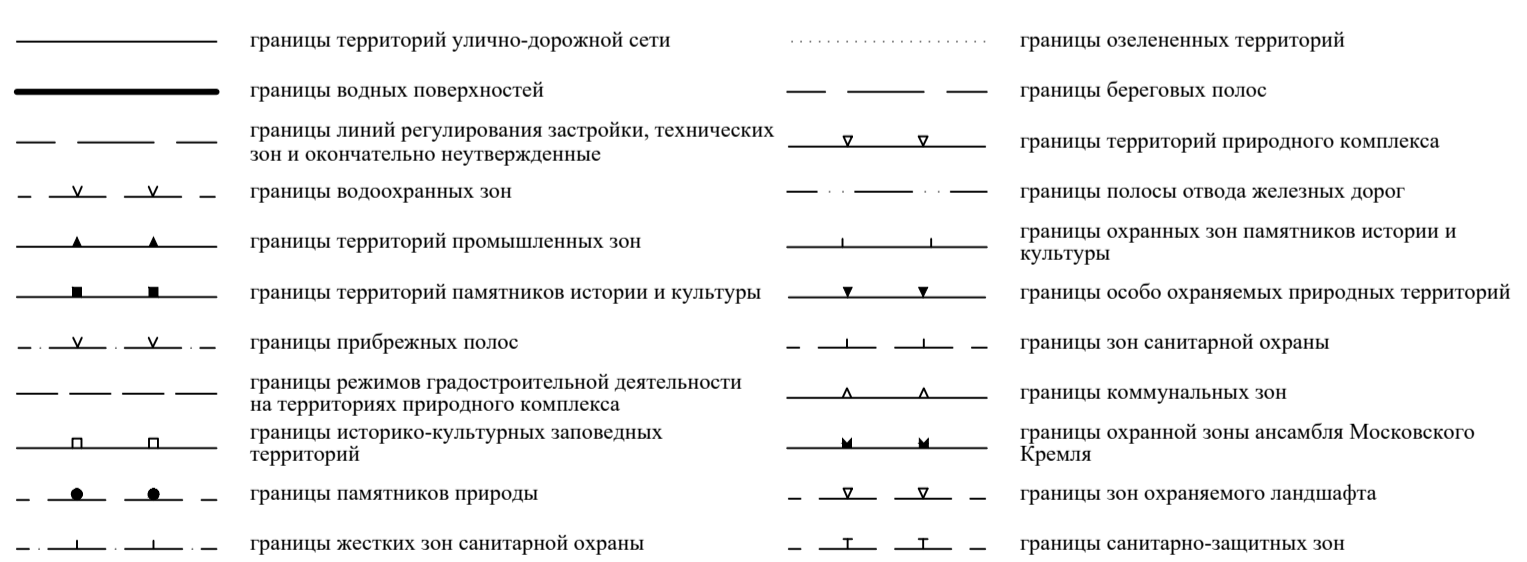 границы территорий улично-дорожной сети
границы водных поверхностей
границы линий регулирования застройки, технических
зон и окончательно неутвержденные
границы водоохранных зон
границы территорий промышленных зон
границы территорий памятников истории и культуры
границы прибрежных полос
границы режимов градостроительной деятельности
на территориях природного комплекса
границы историко-культурных заповедных
территорий
границы памятников природы
границы жестких зон санитарной охраны
границы озелененных территорий
границы береговых полос
границы территорий природного комплекса
границы полосы отвода железных дорог
границы охранных зон памятников истории и
культуры
границы особо охраняемых природных территорий
границы зон санитарной охраны
границы коммунальных зон
границы охранной зоны ансамбля Московского
Кремля
границы зон охраняемого ландшафта
границы санитарно-защитных зон